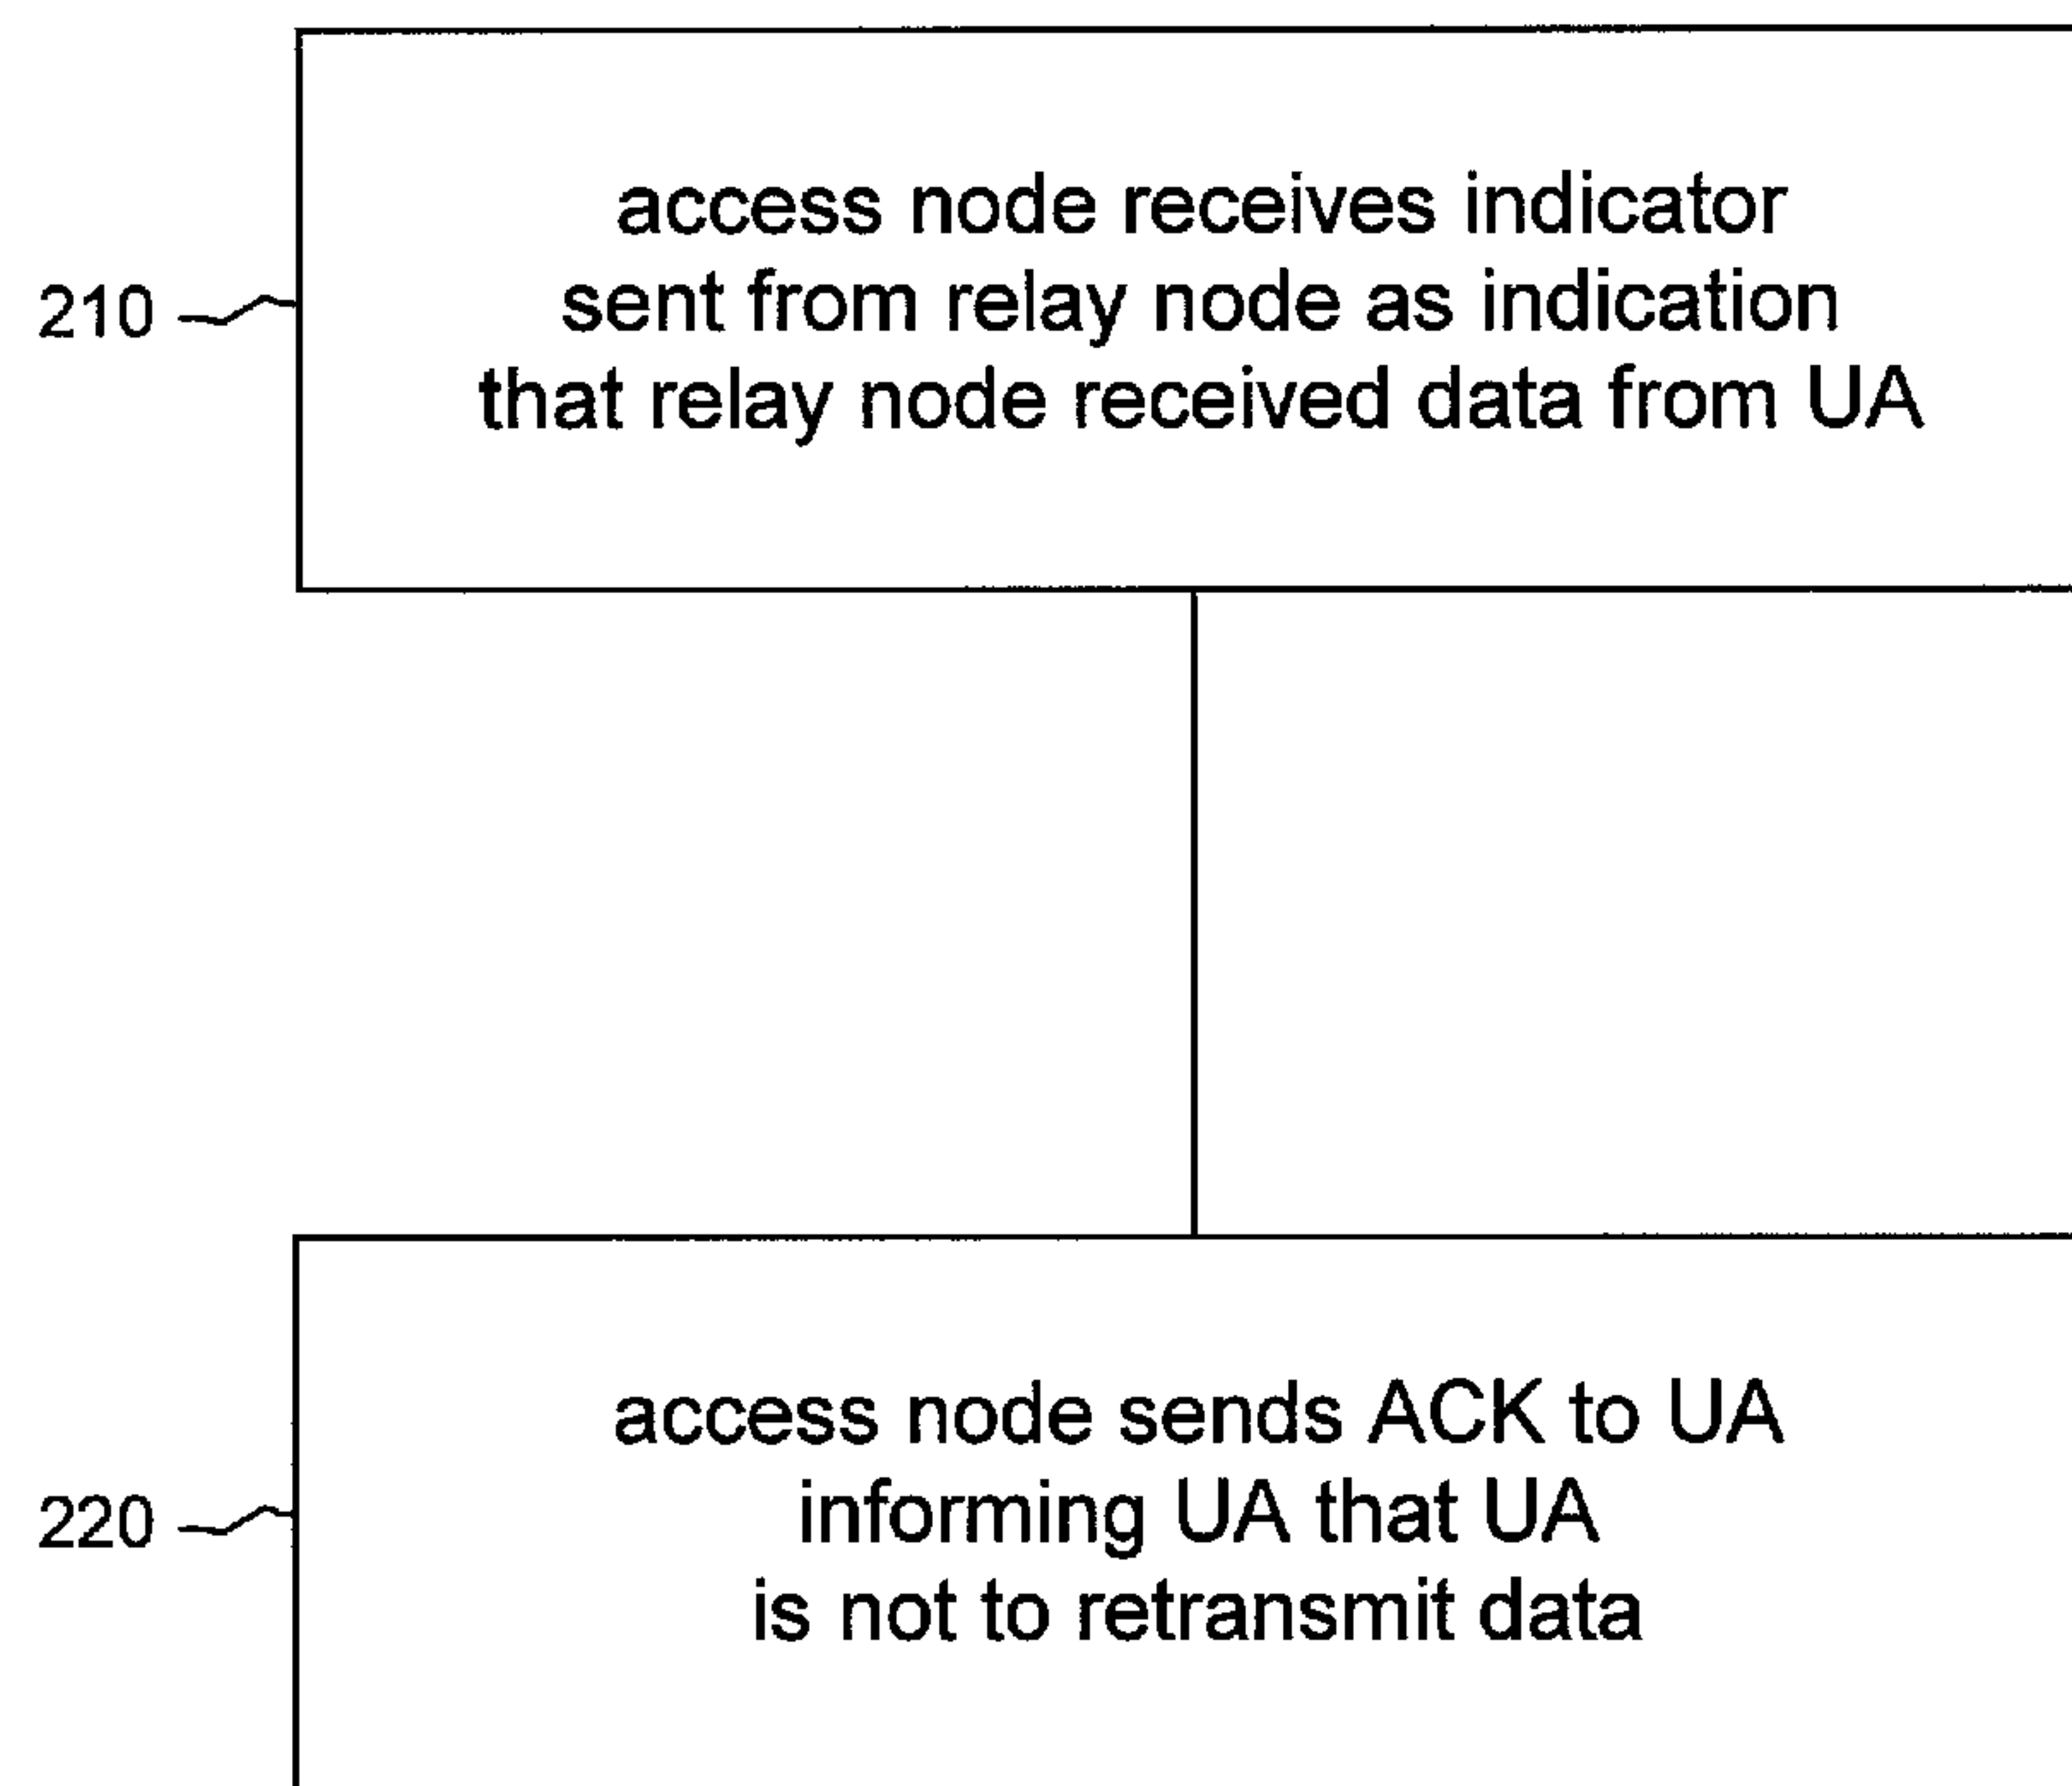 access node receives indicator
sent from relay node as indication
that relay node received data from UA
210
access node sends ACK to UA
informing UA that UA
is not to retransmit data
220